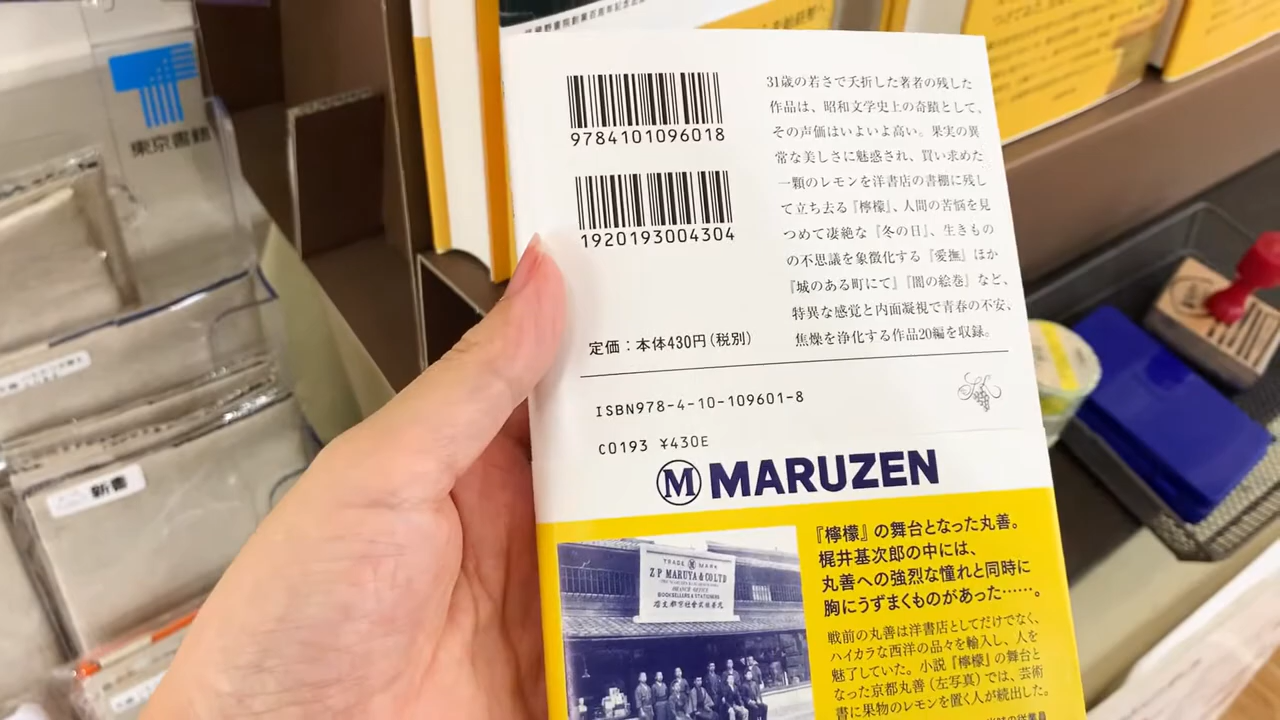 東京書籍
新書
9784101096018
1920193004304
31歳の若さで夭折した著者の残した
作品は、昭和文学史上の奇蹟として、
その声価はいよいよ高い。果実の異
常な美しさに魅惑され、買い求めた
一顆のレモンを洋書店の書棚に残し
て立ち去る『檸檬』、人間の苦悩を見
つめて凄絶な『冬の日』、生きもの
の不思議を象徴化する『愛撫』ほか
『城のある町にて』『闇の絵巻』など、
特異な感覚と内面凝視で青春の不安、
焦燥を浄化する作品20編を収録。
定価：本体430円(税別)
ISBN978-4-10-109601-8
C0193 ¥430E
M MARUZEN
『檸檬』の舞台となった丸善。
梶井基次郎の中には、
丸善への強烈な憧れと同時に
胸にうずまくものがあった……。
戦前の丸善は洋書店としてだけでなく、
ハイカラな西洋の品々を輸入し、人を
魅了していた。小説『檸檬』の舞台と
なった京都丸善（左写真）では、芸術
書に果物のレモンを置く人が続出した。
TRADE M MARK
Z.P. MARUYA & CO. LTD
BOOKSELLERS & STATIONERS